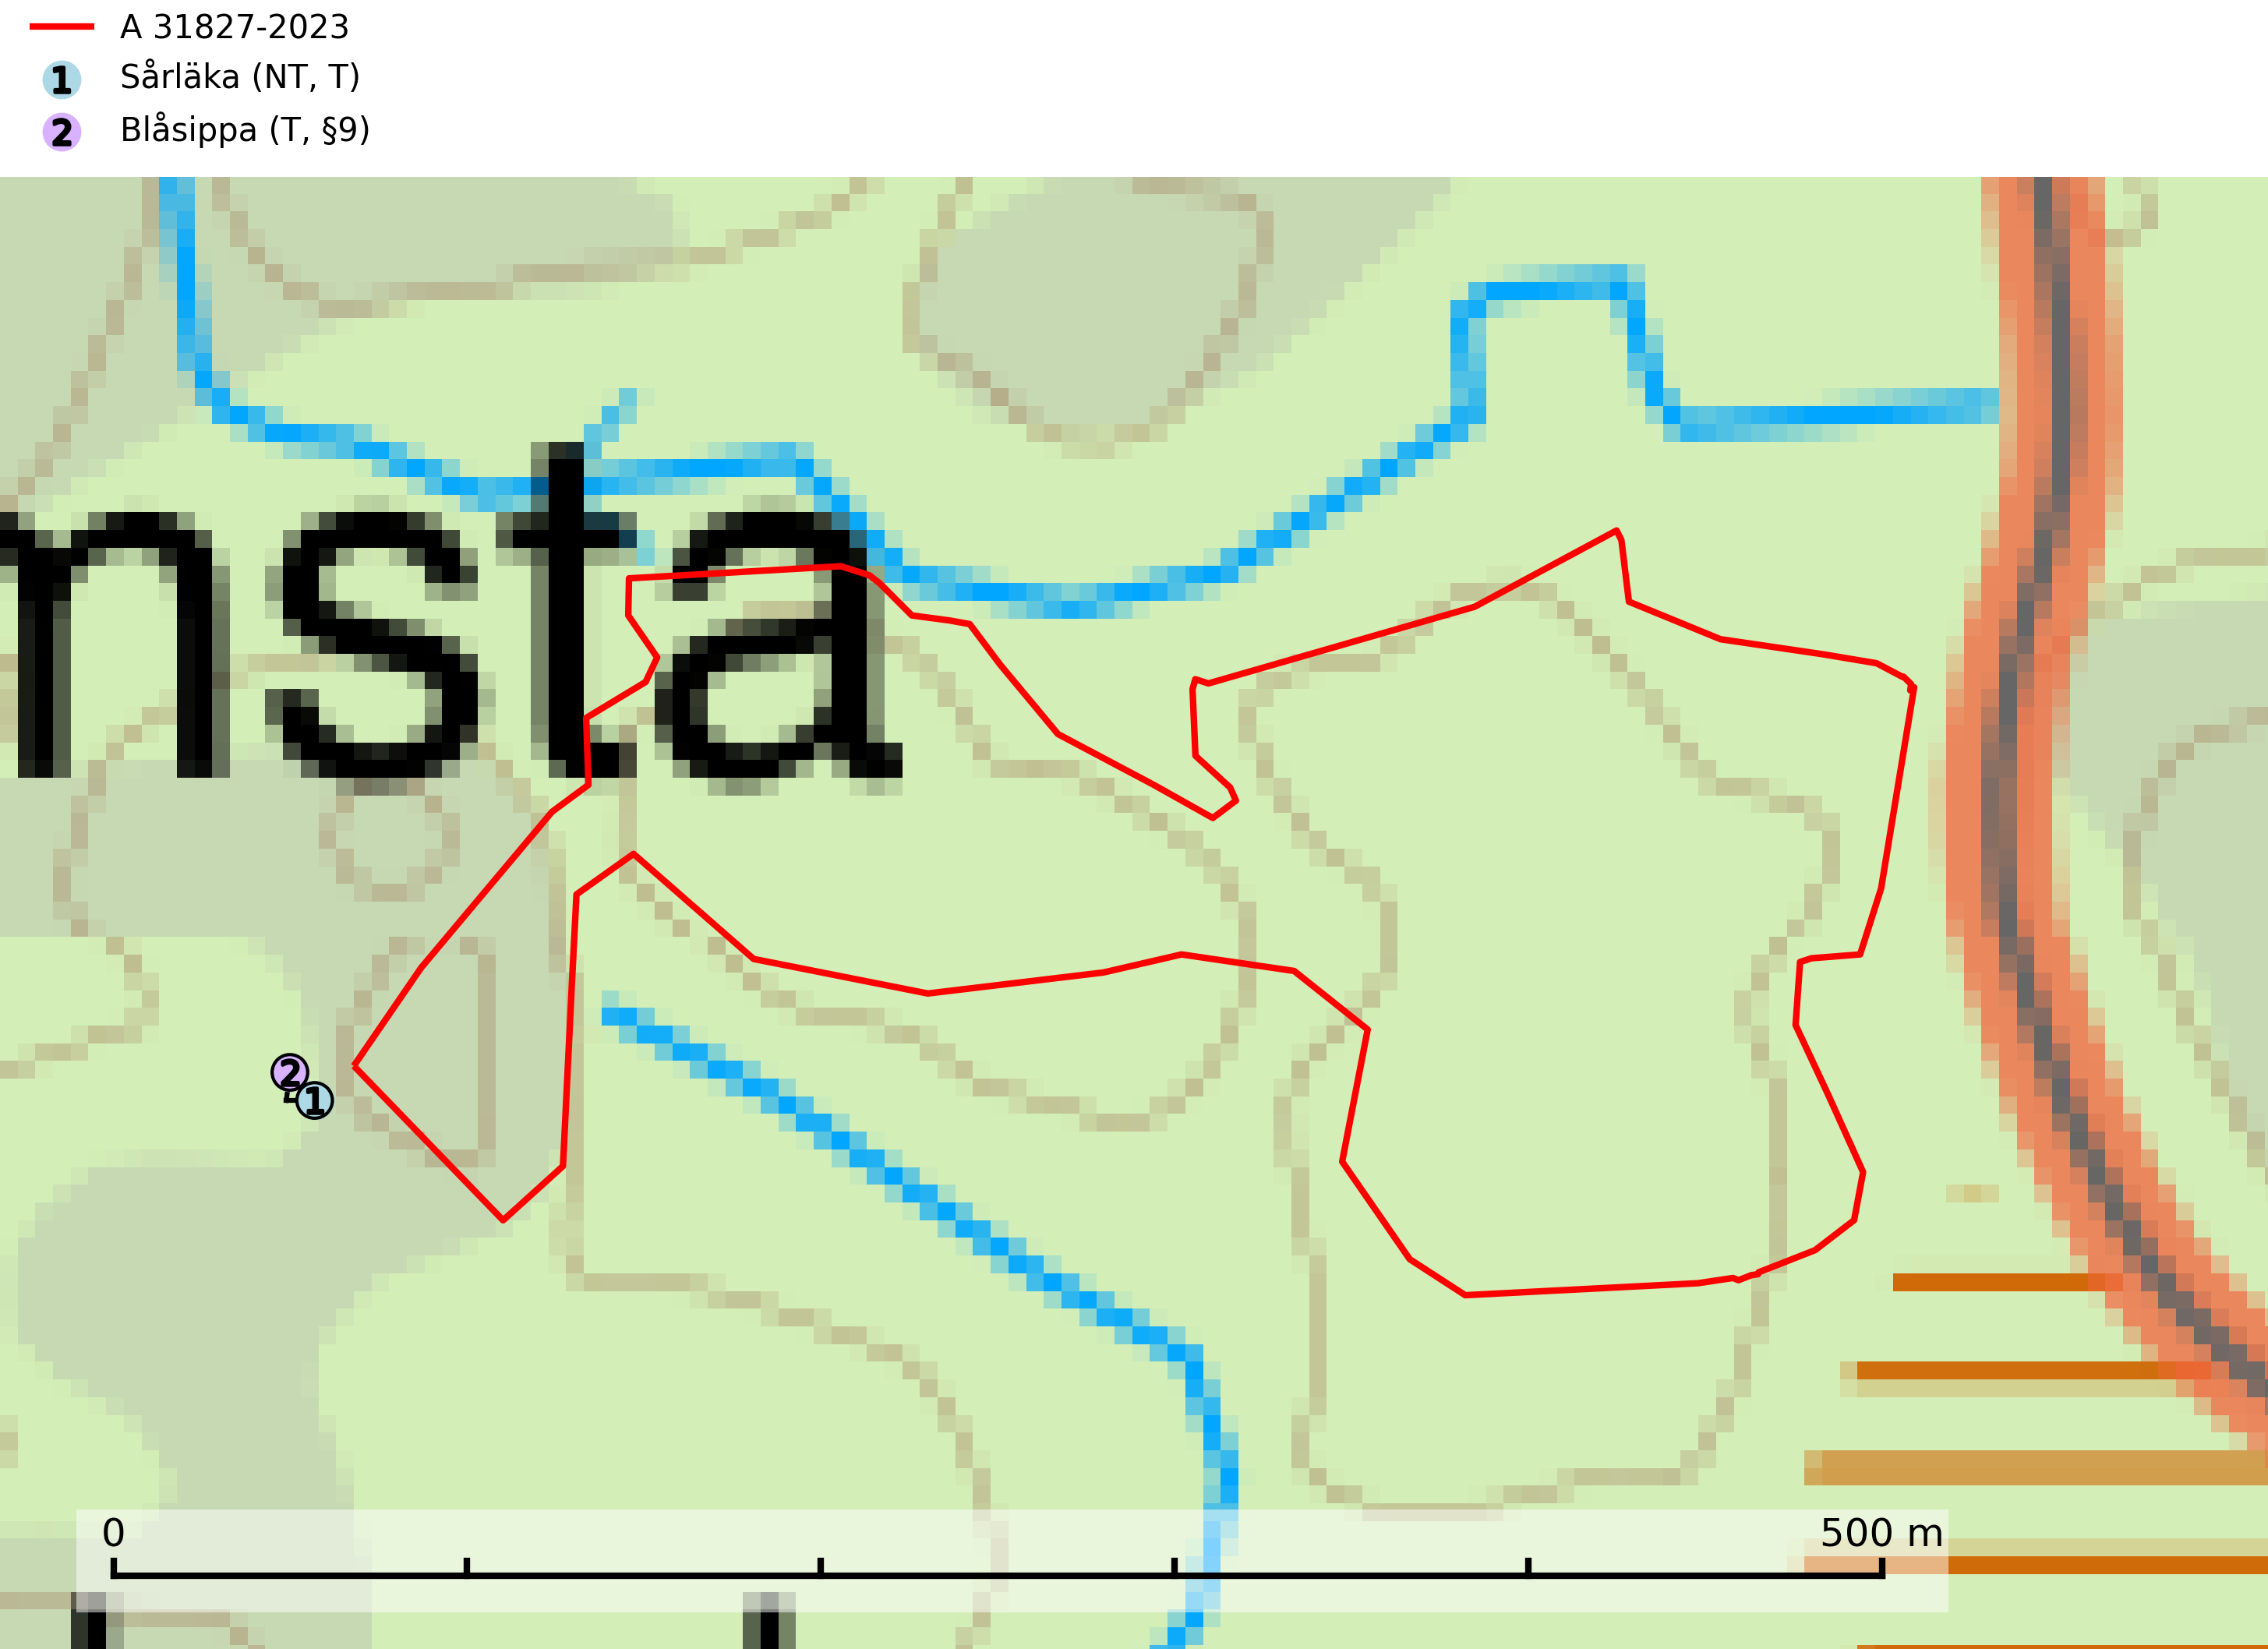 A 31827-2023
1 Sårläka (NT, T)
2 Blåsippa (T, §9)
nsta
2
1
0 500 m